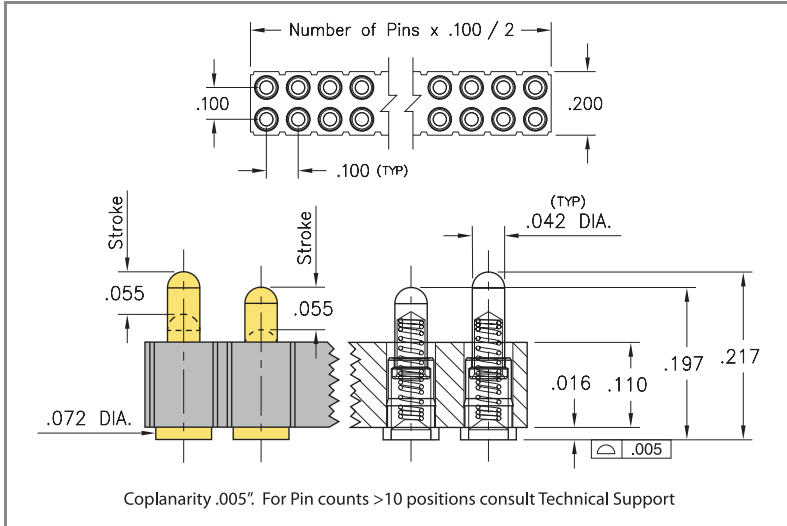 Number of Pins x .100 / 2
.100
.200
.100 (TYP)
Stroke
Stroke
(TYP)
.042 DIA.
.055
.055
.016
.110
.197
.217
.072 DIA.
.005
Coplanarity .005". For Pin counts >10 positions consult Technical Support